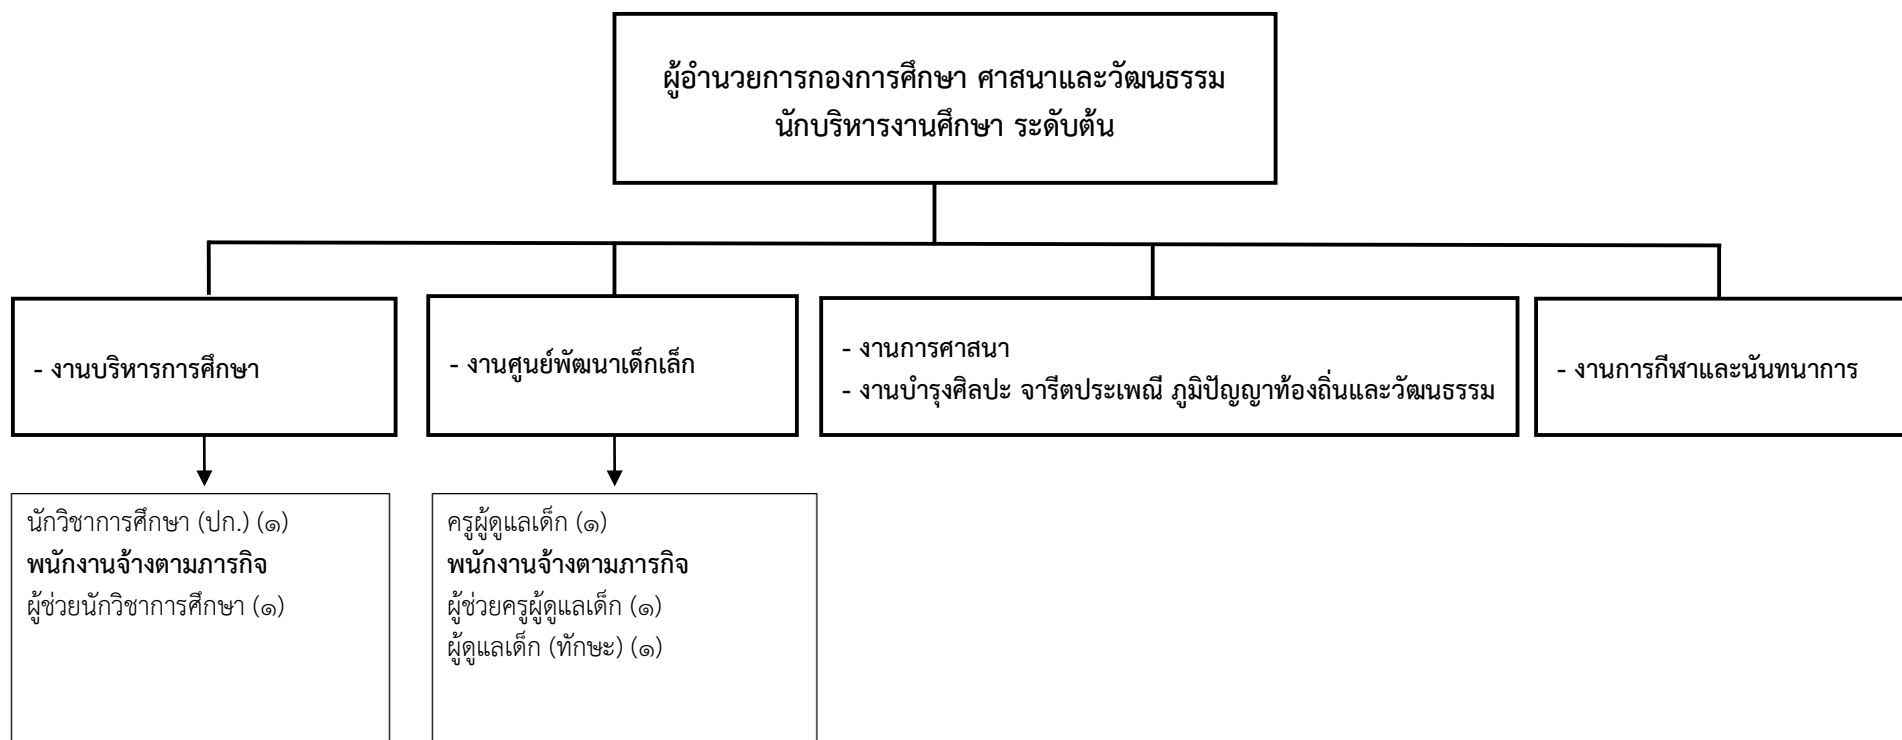 ผู้อำนวยการกองการศึกษา ศาสนาและวัฒนธรรม
นักบริหารงานศึกษา ระดับต้น
- งานบริหารการศึกษา
- งานศูนย์พัฒนาเด็กเล็ก
- งานการศาสนา
- งานบำรุงศิลปะ จารีตประเพณี ภูมิปัญญาท้องถิ่นและวัฒนธรรม
- งานการกีฬาและนันทนาการ
นักวิชาการศึกษา (ปก.) (๑)
พนักงานจ้างตามภารกิจ
ผู้ช่วยนักวิชาการศึกษา (๑)
ครูผู้ดูแลเด็ก (๑)
พนักงานจ้างตามภารกิจ
ผู้ช่วยครูผู้ดูแลเด็ก (๑)
ผู้ดูแลเด็ก (ทักษะ) (๑)